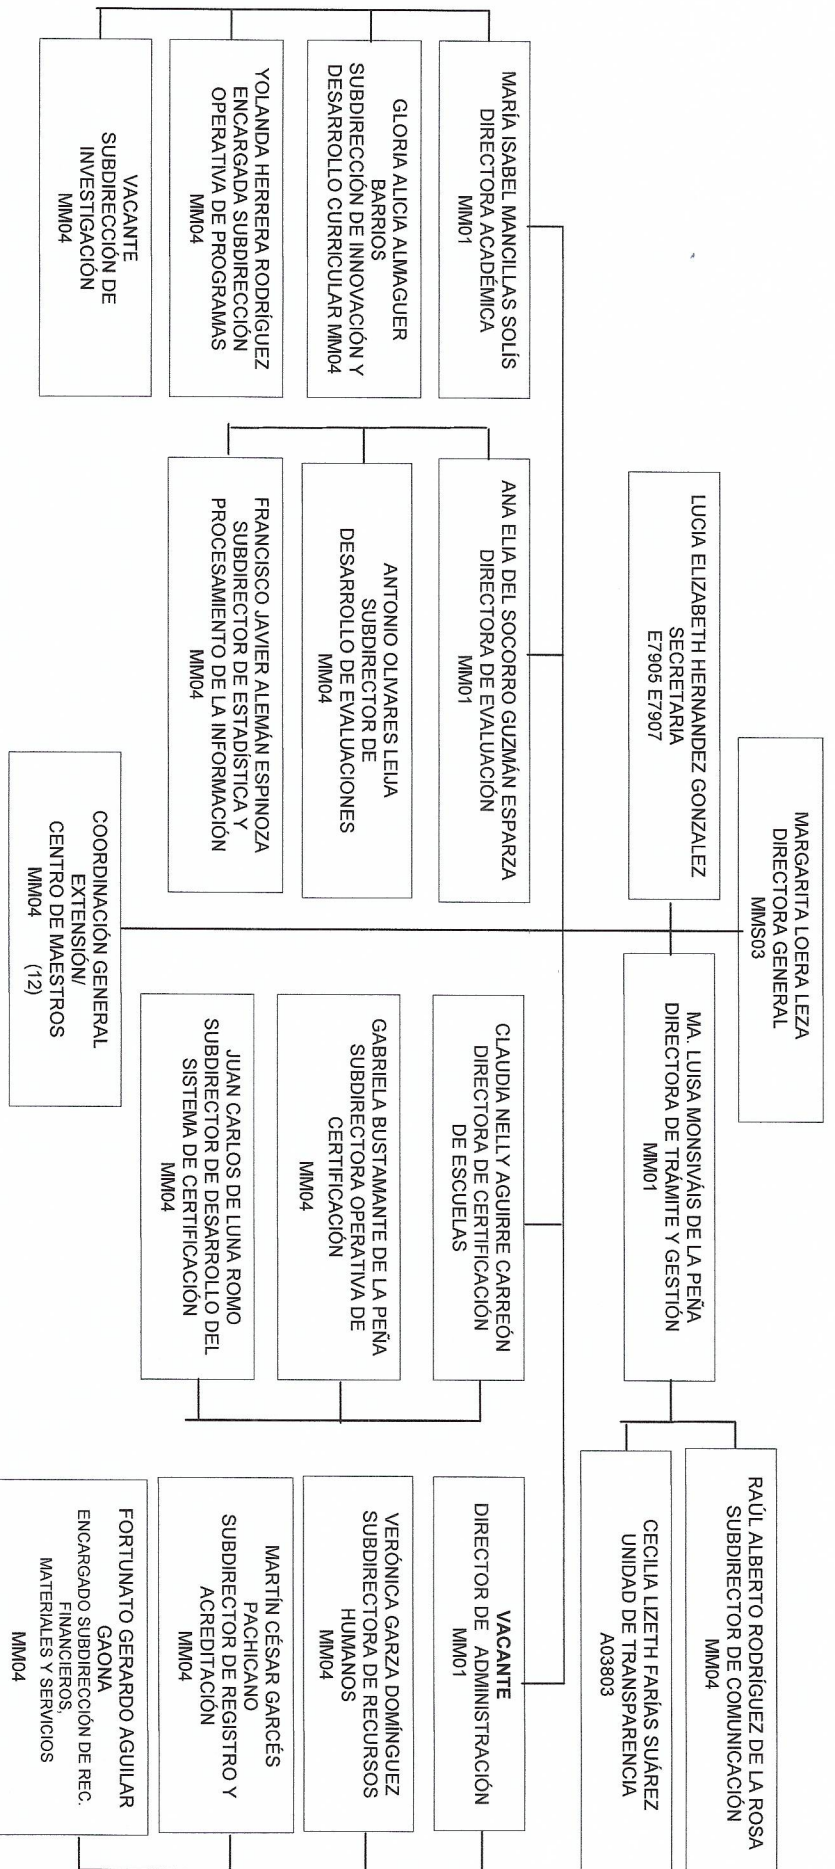 MARGARITA LOERA LEZA
DIRECTORA GENERAL
MMS03
LUCIA ELIZABETH HERNANDEZ GONZALEZ
SECRETARIA
E7905 E7907
MA. LUISA MONSIVÁIS DE LA PEÑA
DIRECTORA DE TRÁMITE Y GESTIÓN
MM01
RAÚL ALBERTO RODRÍGUEZ DE LA ROSA
SUBDIRECTOR DE COMUNICACIÓN
MM04
CECILIA LIZETH FARÍAS SUÁREZ
UNIDAD DE TRANSPARENCIA
A03803
MARÍA ISABEL MANCILLAS SOLÍS
DIRECTORA ACADÉMICA
MM01
GLORIA ALICIA ALMAGUER
BARRIOS
SUBDIRECCIÓN DE INNOVACIÓN Y
DESARROLLO CURRICULAR MM04
YOLANDA HERRERA RODRÍGUEZ
ENCARGADA SUBDIRECCIÓN
OPERATIVA DE PROGRAMAS
MM04
VACANTE
SUBDIRECCIÓN DE
INVESTIGACIÓN
MM04
ANA ELIA DEL SOCORRO GUZMÁN ESPARZA
DIRECTORA DE EVALUACIÓN
MM01
ANTONIO OLIVARES LEIJA
SUBDIRECTOR DE
DESARROLLO DE EVALUACIONES
MM04
FRANCISCO JAVIER ALEMÁN ESPINOZA
SUBDIRECTOR DE ESTADÍSTICA Y
PROCESAMIENTO DE LA INFORMACIÓN
MM04
CLAUDIA NELLY AGUIRRE CARREÓN
DIRECTORA DE CERTIFICACIÓN
DE ESCUELAS
GABRIELA BUSTAMANTE DE LA PEÑA
SUBDIRECTORA OPERATIVA DE
CERTIFICACIÓN
MM04
JUAN CARLOS DE LUNA ROMO
SUBDIRECTOR DE DESARROLLO DEL
SISTEMA DE CERTIFICACIÓN
MM04
VACANTE
DIRECTOR DE ADMINISTRACIÓN
MM01
VERÓNICA GARZA DOMÍNGUEZ
SUBDIRECTORA DE RECURSOS
HUMANOS
MM04
MARTÍN CÉSAR GARCÉS
PACHICANO
SUBDIRECTOR DE REGISTRO Y
ACREDITACIÓN
MM04
FORTUNATO GERARDO AGUILAR
GAONA
ENCARGADO SUBDIRECCIÓN DE REC.
FINANCIEROS,
MATERIALES Y SERVICIOS
MM04
COORDINACIÓN GENERAL
EXTENSIÓN/
CENTRO DE MAESTROS
MM04 (12)